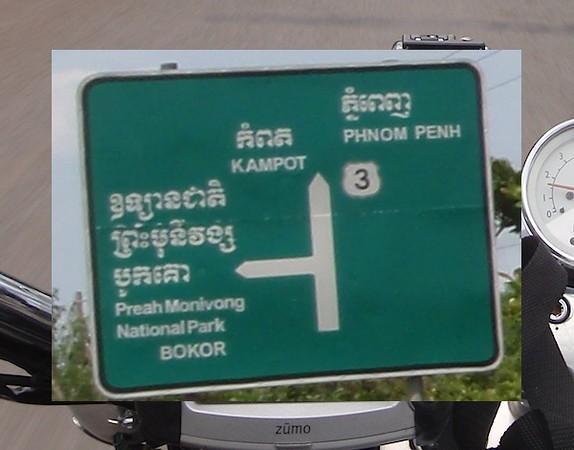 ភ្នំពេញ
PHNOM PENH
កំពត
KAMPOT
3
ឧទ្យានជាតិ
ព្រះមុនីវង្ស
បូកគោ
Preah Monivong
National Park
BOKOR
zūmo